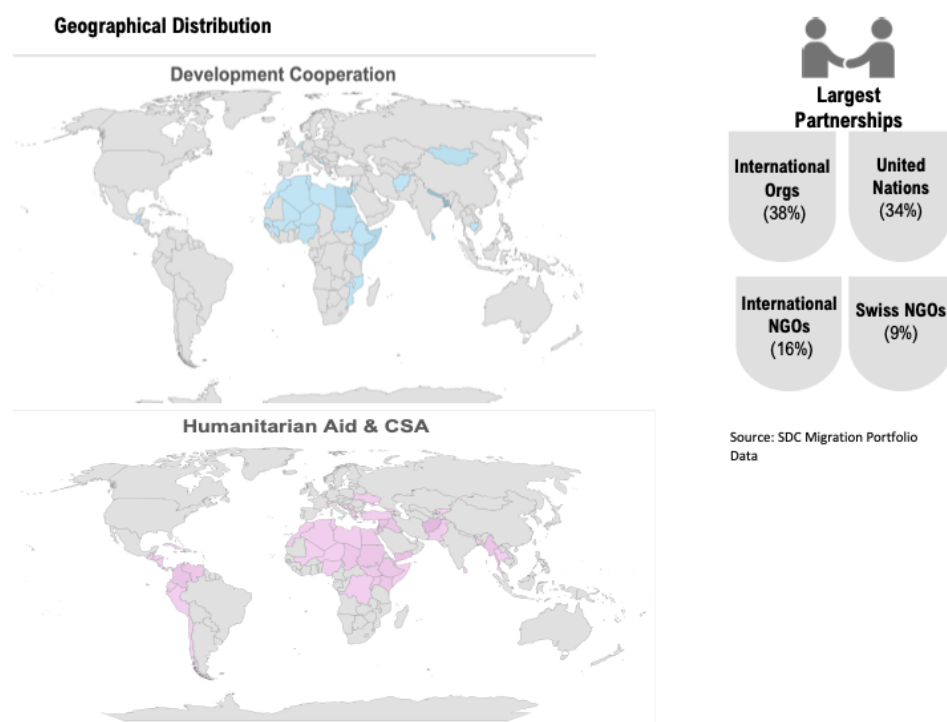 Geographical Distribution
Development Cooperation
Humanitarian Aid & CSA
Largest
Partnerships
International
Orgs
(38%)
United
Nations
(34%)
International
NGOs
(16%)
Swiss NGOs
(9%)
Source: SDC Migration Portfolio
Data